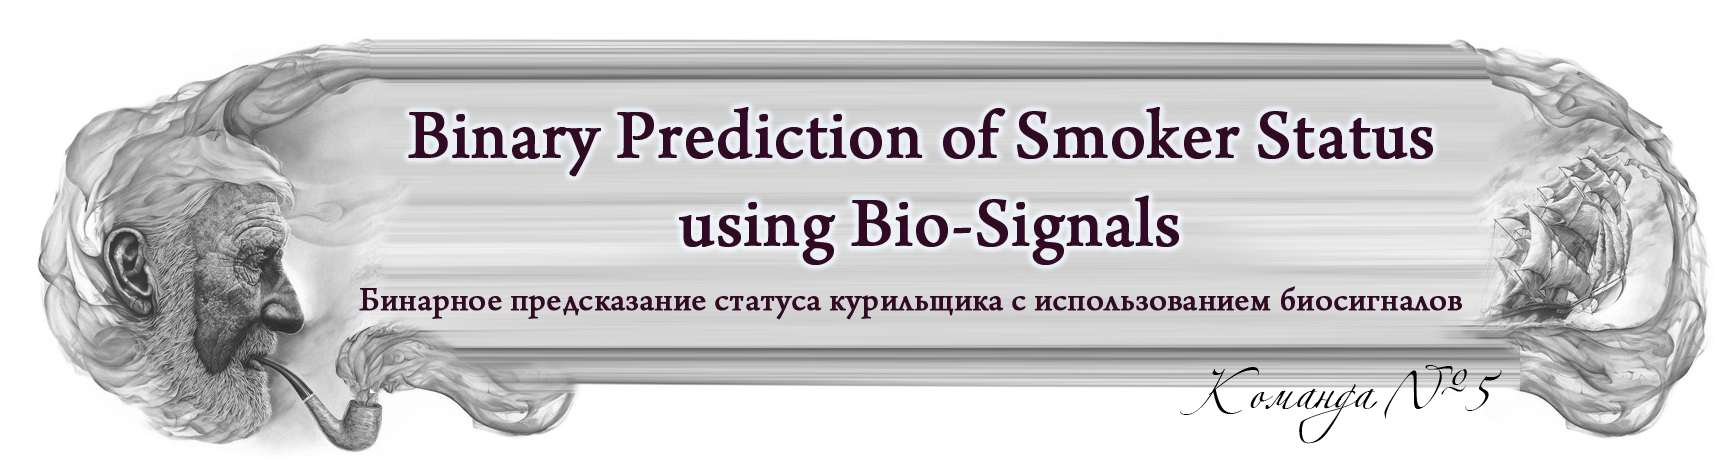 Binary Prediction of Smoker Status
using Bio-Signals
Бинарное предсказание статуса курильщика с использованием биосигналов
Команда №5